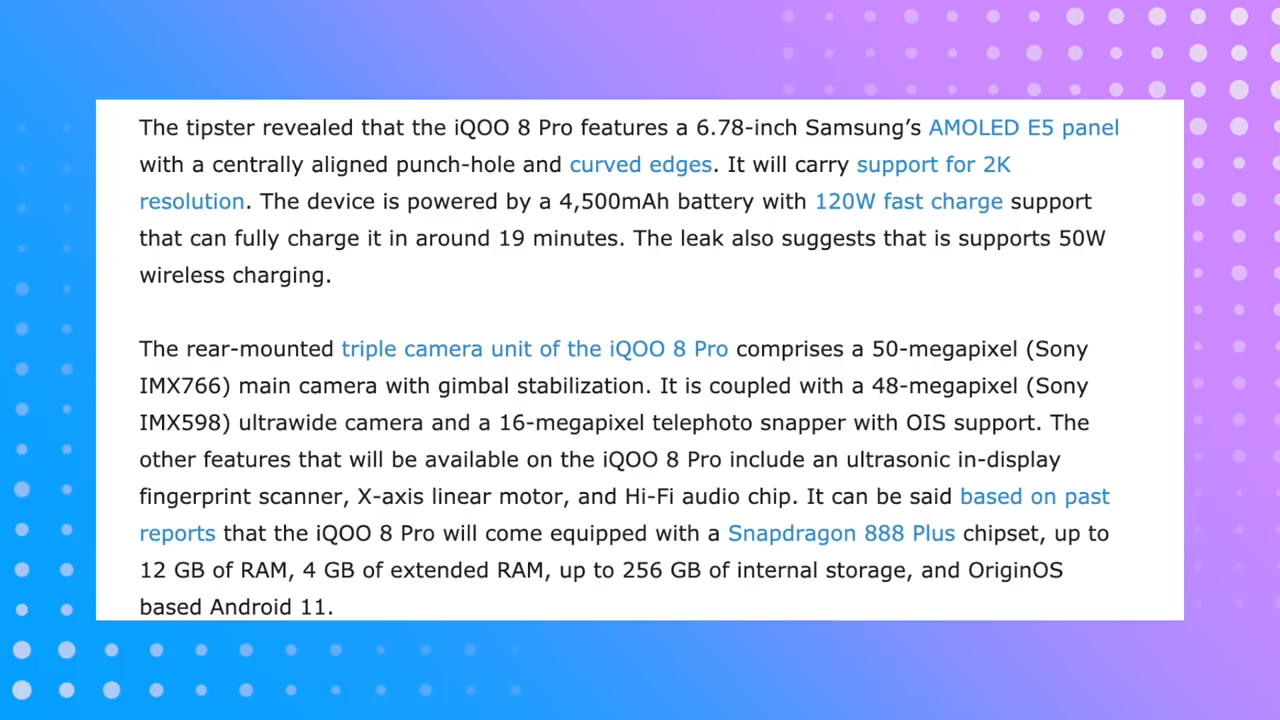 The tipster revealed that the iQOO 8 Pro features a 6.78-inch Samsung’s AMOLED E5 panel
with a centrally aligned punch-hole and curved edges. It will carry support for 2K
resolution. The device is powered by a 4,500mAh battery with 120W fast charge support
that can fully charge it in around 19 minutes. The leak also suggests that is supports 50W
wireless charging.
The rear-mounted triple camera unit of the iQOO 8 Pro comprises a 50-megapixel (Sony
IMX766) main camera with gimbal stabilization. It is coupled with a 48-megapixel (Sony
IMX598) ultrawide camera and a 16-megapixel telephoto snapper with OIS support. The
other features that will be available on the iQOO 8 Pro include an ultrasonic in-display
fingerprint scanner, X-axis linear motor, and Hi-Fi audio chip. It can be said based on past
reports that the iQOO 8 Pro will come equipped with a Snapdragon 888 Plus chipset, up to
12 GB of RAM, 4 GB of extended RAM, up to 256 GB of internal storage, and OriginOS
based Android 11.